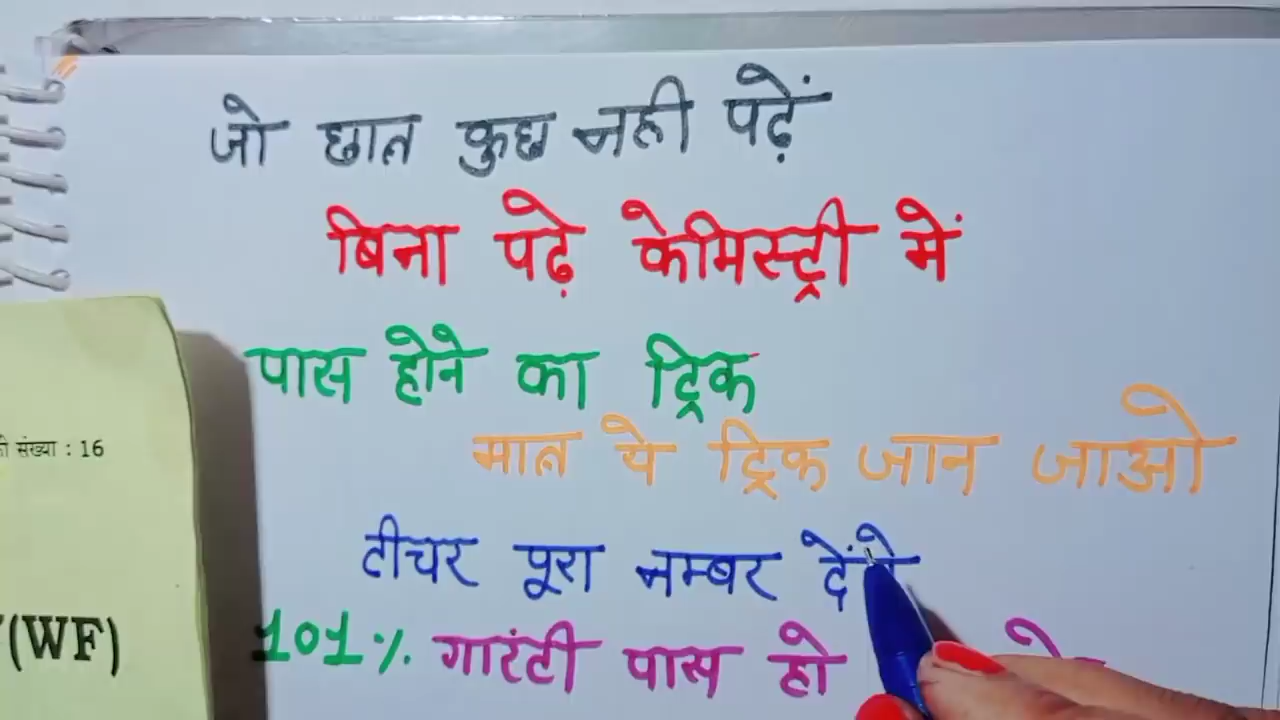 जो छात्र कुछ नही पढ़ें
बिना पढ़े केमिस्ट्री में
पास होने का ट्रिक
मात्र ये ट्रिक जान जाओ
टीचर पूरा नम्बर देंगे
101% गारंटी पास हो
संख्या : 16
(WF)